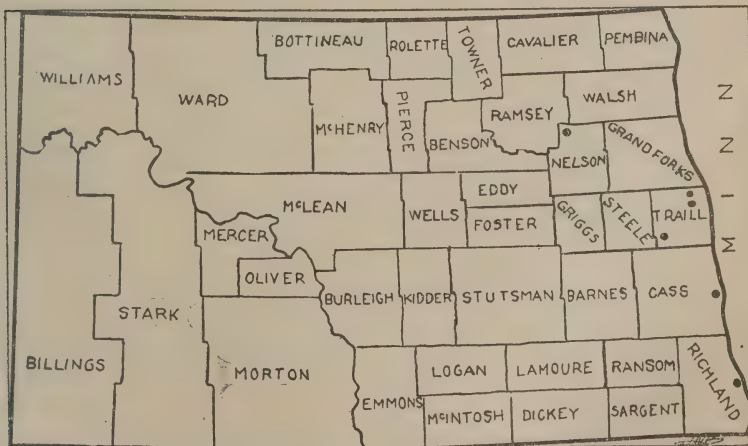 BOTTINEAU
ROLETTE
TOWNER
CAVALIER
PEMBINA
WILLIAMS
WARD
McHENRY
PIERCE
BENSON
RAMSEY
WALSH
NELSON
GRAND FORKS
McLEAN
WELLS
EDDY
FOSTER
GRIGGS
STEELE
TRAILL
MERCER
OLIVER
BURLEIGH
KIDDER
STUTSMAN
BARNES
CASS
STARK
BILLINGS
MORTON
EMMONS
LOGAN
LAMOURE
RANSOM
RICHLAND
McINTOSH
DICKEY
SARGENT
MINN